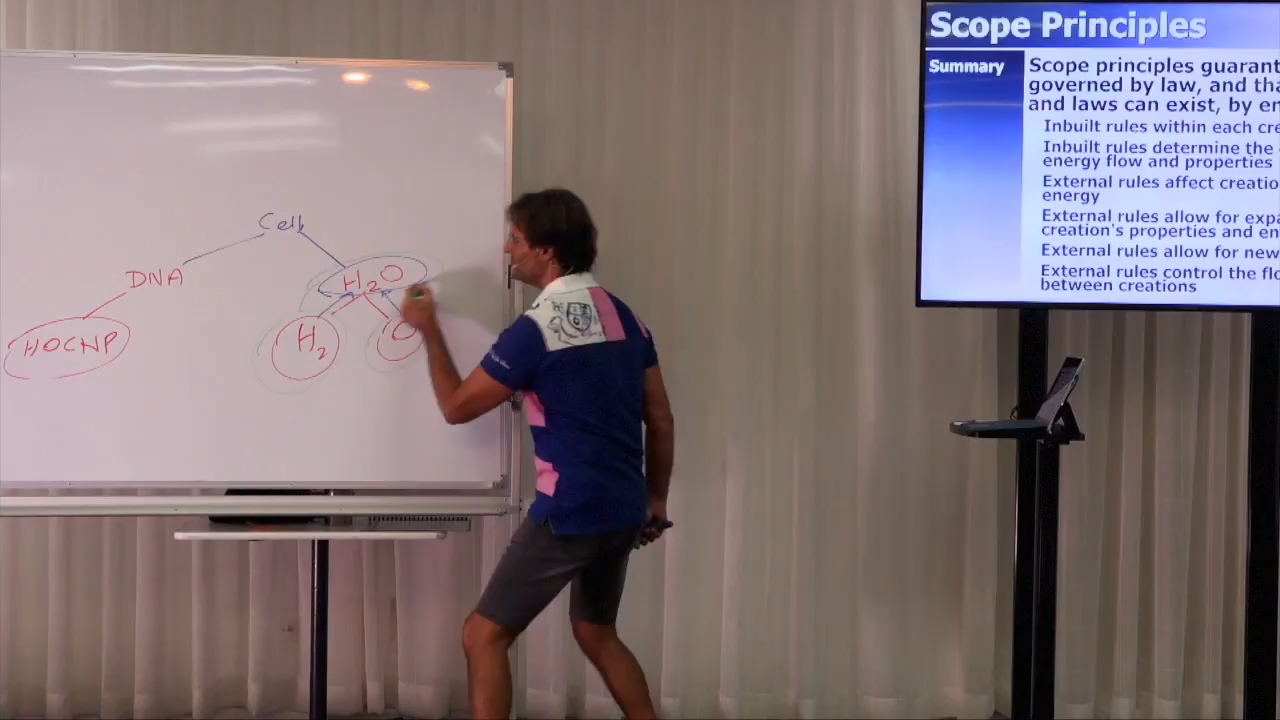 Cells
DNA
H2O
HOCNP
H2
O
Scope Principles
Summary
Scope principles guarant
governed by law, and tha
and laws can exist, by en
Inbuilt rules within each cre
Inbuilt rules determine the
energy flow and properties
External rules affect creatio
energy
External rules allow for expa
creation's properties and en
External rules allow for new
External rules control the flo
between creations